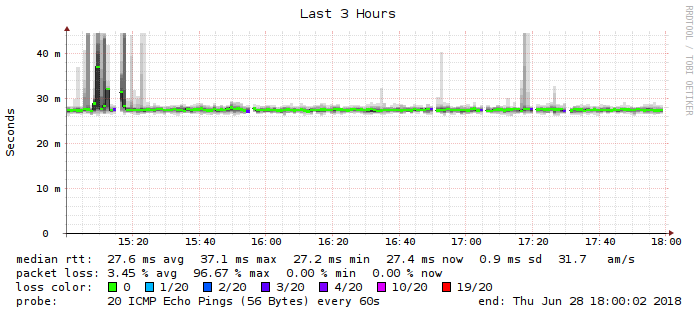 Last 3 Hours
RRDTOOL / TOBI OETIKER
Seconds
40 m
30 m
20 m
10 m
0
15:20 15:40 16:00 16:20 16:40 17:00 17:20 17:40 18:00
median rtt: 27.6 ms avg 37.1 ms max 27.2 ms min 27.4 ms now 0.9 ms sd 31.7 am/s
packet loss: 3.45 % avg 96.67 % max 0.00 % min 0.00 % now
loss color: 0 1/20 2/20 3/20 4/20 10/20 19/20
probe: 20 ICMP Echo Pings (56 Bytes) every 60s end: Thu Jun 28 18:00:02 2018